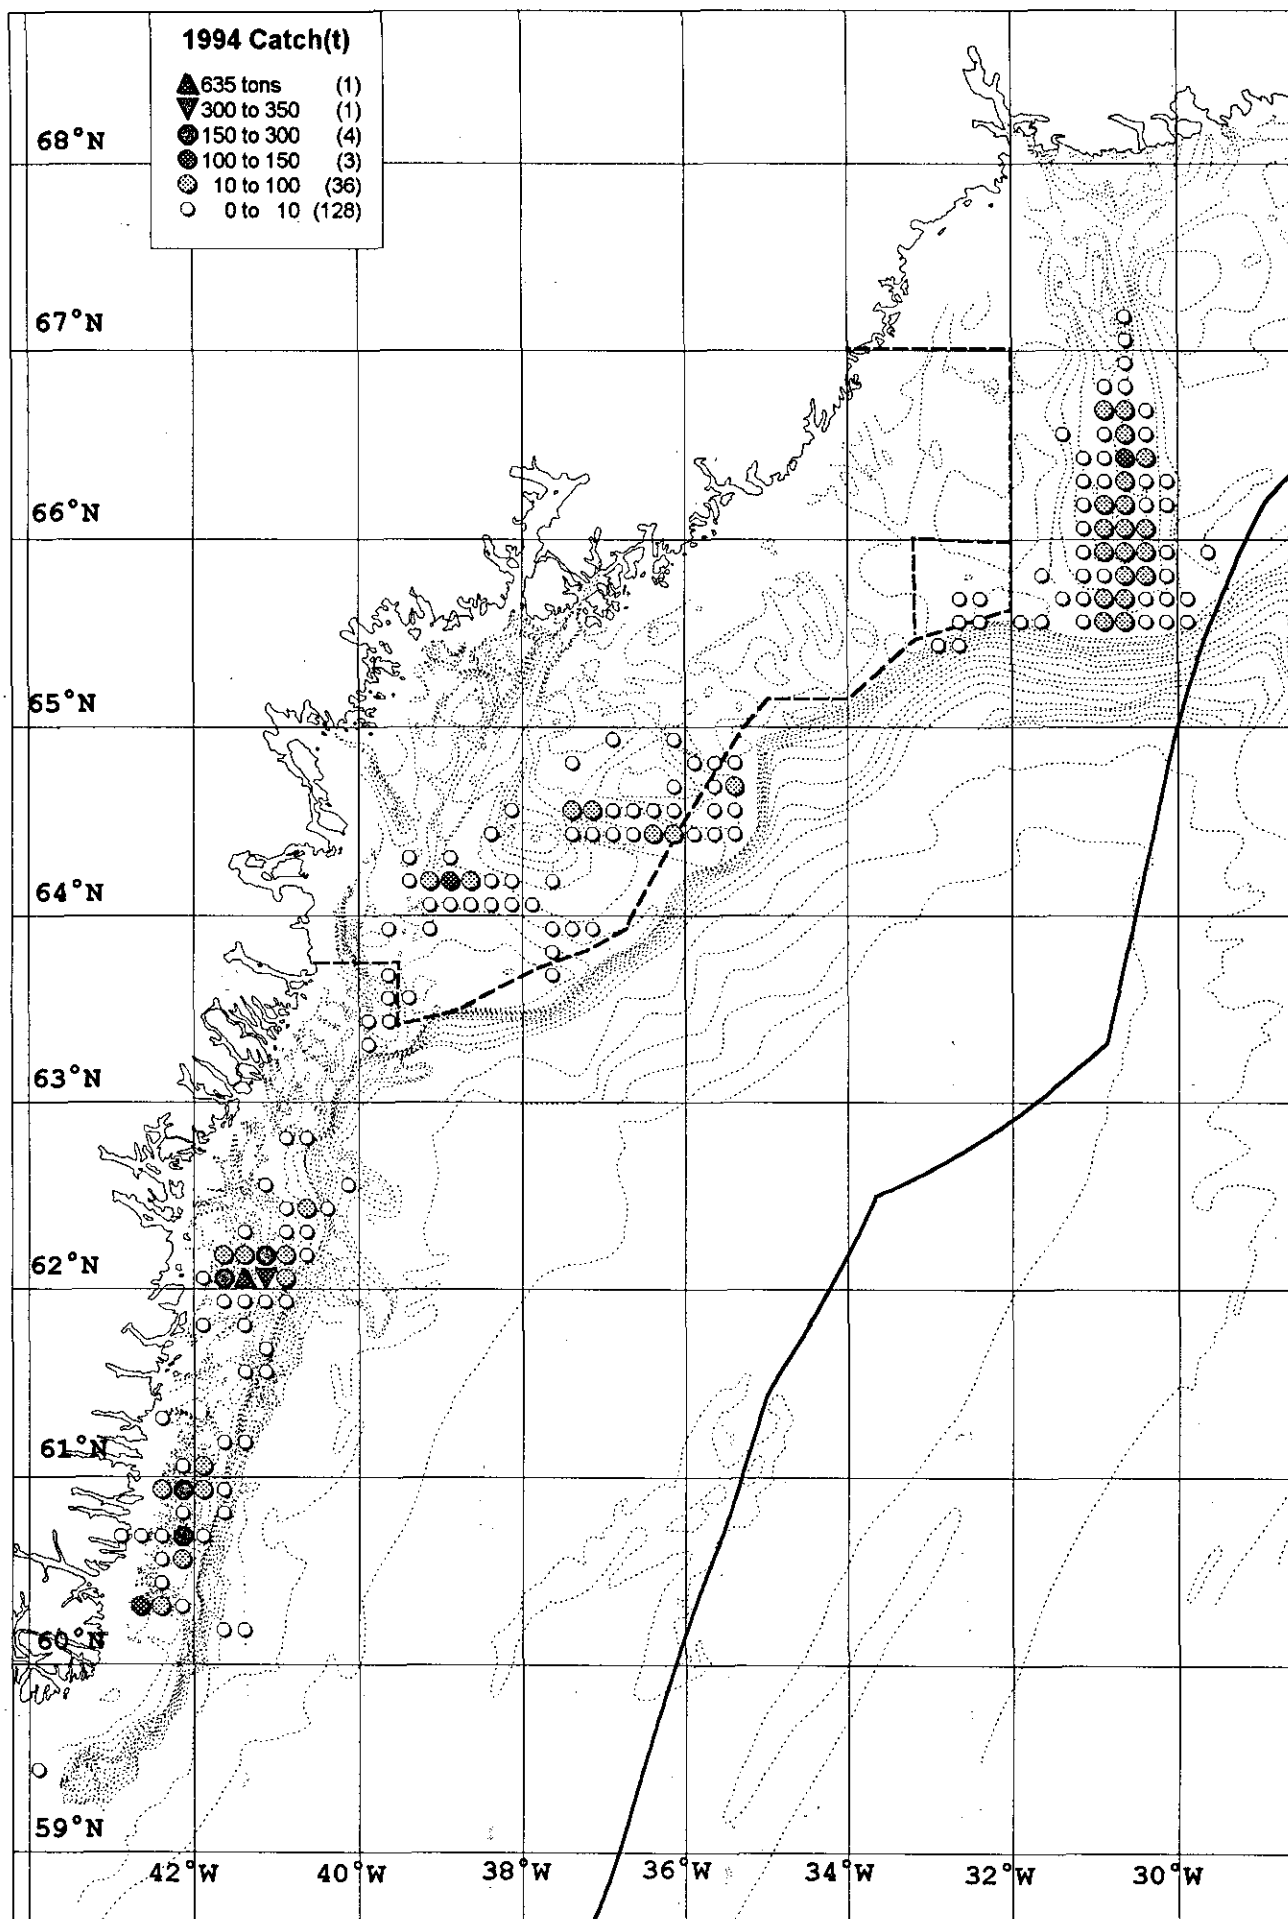 1994 Catch(t)
635 tons (1)
300 to 350 (1)
150 to 300 (4)
100 to 150 (3)
10 to 100 (36)
0 to 10 (128)
68°N
67°N
66°N
65°N
64°N
63°N
62°N
61°N
60°N
59°N
42°W 40°W 38°W 36°W 34°W 32°W 30°W